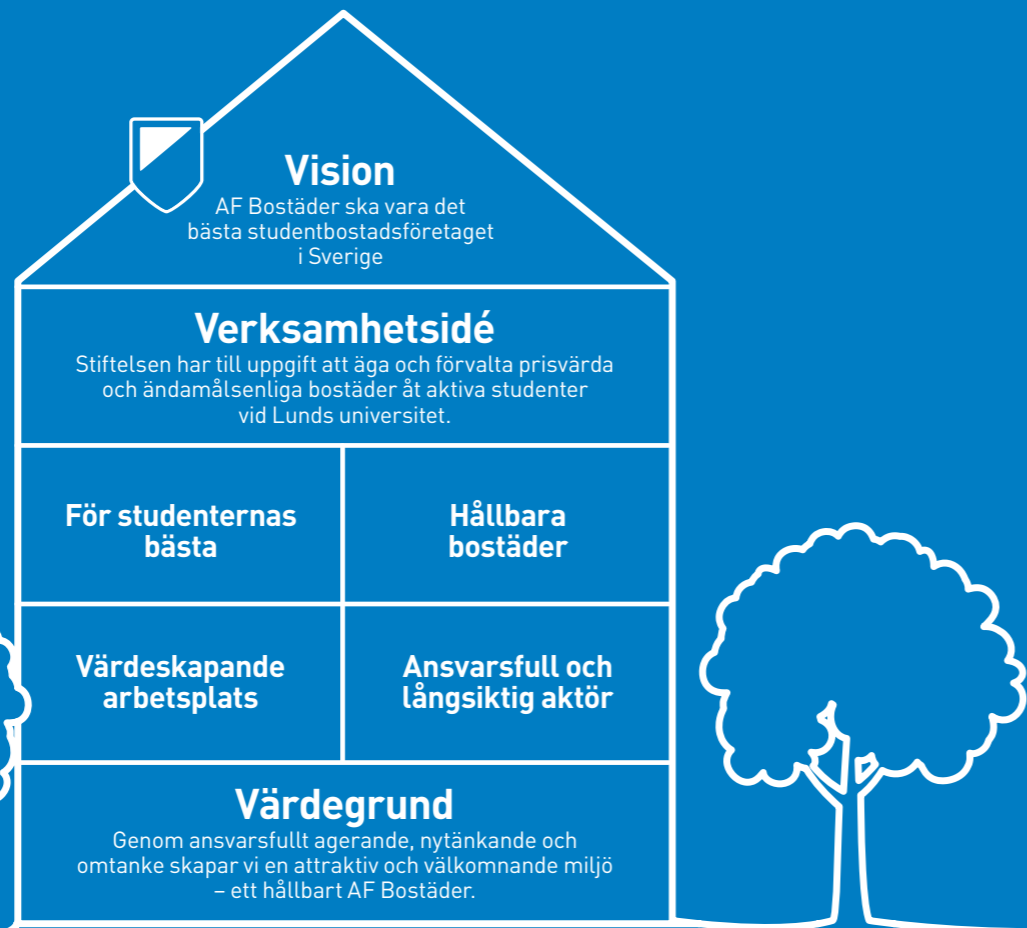 Vision
AF Bostäder ska vara det
bästa studentbostadsföretaget
i Sverige
Verksamhetsidé
Stiftelsen har till uppgift att äga och förvalta prisvärda
och ändamålsenliga bostäder åt aktiva studenter
vid Lunds universitet.
För studenternas
bästa
Hållbara
bostäder
Värdeskapande
arbetsplats
Ansvarsfull och
långsiktig aktör
Värdegrund
Genom ansvarsfullt agerande, nytänkande och
omtanke skapar vi en attraktiv och välkomnande miljö
– ett hållbart AF Bostäder.